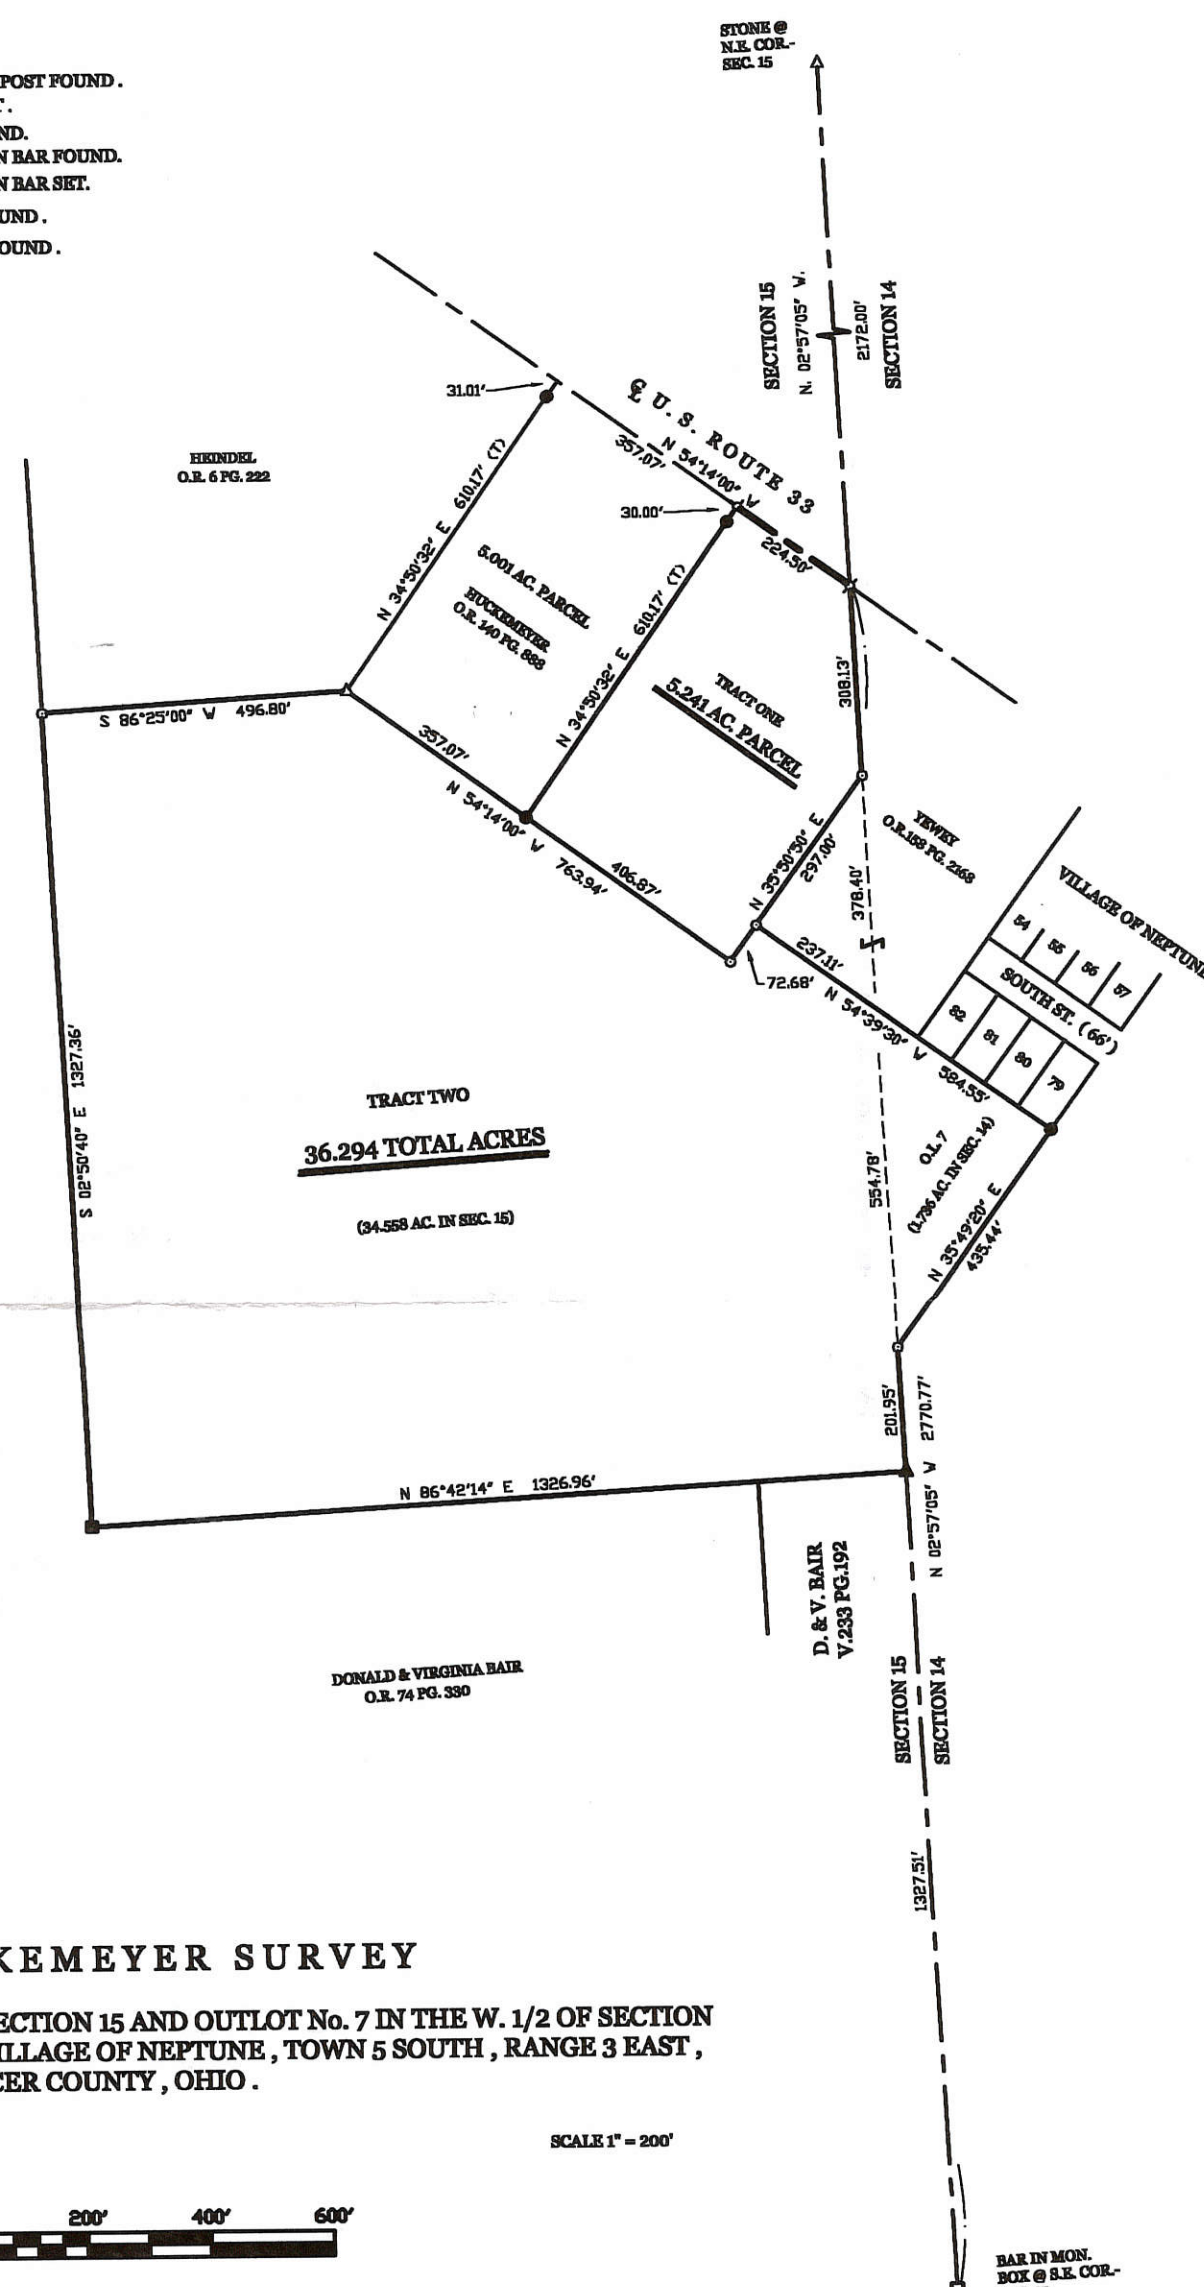 STONE @
N.E. COR.-
SEC. 15
POST FOUND .
T .
ND.
N BAR FOUND.
N BAR SET.
UND .
OUND .
SECTION 15
N. 02°57'05" W.
2172.00'
SECTION 14
31.01'
℄ U. S. ROUTE 33
N 54°14'00" W
357.07'
HEINDEL
O.R. 6 PG. 222
30.00'
224.50'
N 34°50'32" E 610.17' (T)
5.001 AC. PARCEL
HUCKEMEYER
O.R. 140 PG. 888
N 34°50'32" E 610.17' (T)
TRACT ONE
5.241 AC. PARCEL
308.13'
S 86°25'00" W 496.80'
357.07'
N 54°14'00" W 763.94'
406.87'
N 35°50'50" E
297.00'
YEWEY
O.R.158 PG. 2168
378.40'
VILLAGE OF NEPTUNE
54
55
56
57
SOUTH ST. ( 66')
82
81
80
79
237.11'
72.68'
N 54°39'30" W 584.55'
S 02°50'40" E 1327.36'
TRACT TWO
36.294 TOTAL ACRES
(34.558 AC. IN SEC. 15)
554.78'
O.L. 7
(1.736 AC. IN SEC. 14)
N 35°49'20" E
435.44'
201.95'
N 02°57'05" W 2770.77'
N 86°42'14" E 1326.96'
D. & V. BAIR
V.233 PG.192
DONALD & VIRGINIA BAIR
O.R. 74 PG. 330
SECTION 15
SECTION 14
1327.51'
KEMEYER SURVEY
ECTION 15 AND OUTLOT No. 7 IN THE W. 1/2 OF SECTION
ILLAGE OF NEPTUNE , TOWN 5 SOUTH , RANGE 3 EAST ,
CER COUNTY , OHIO .
SCALE 1" = 200'
200' 400' 600'
BAR IN MON.
BOX @ S.E. COR.-